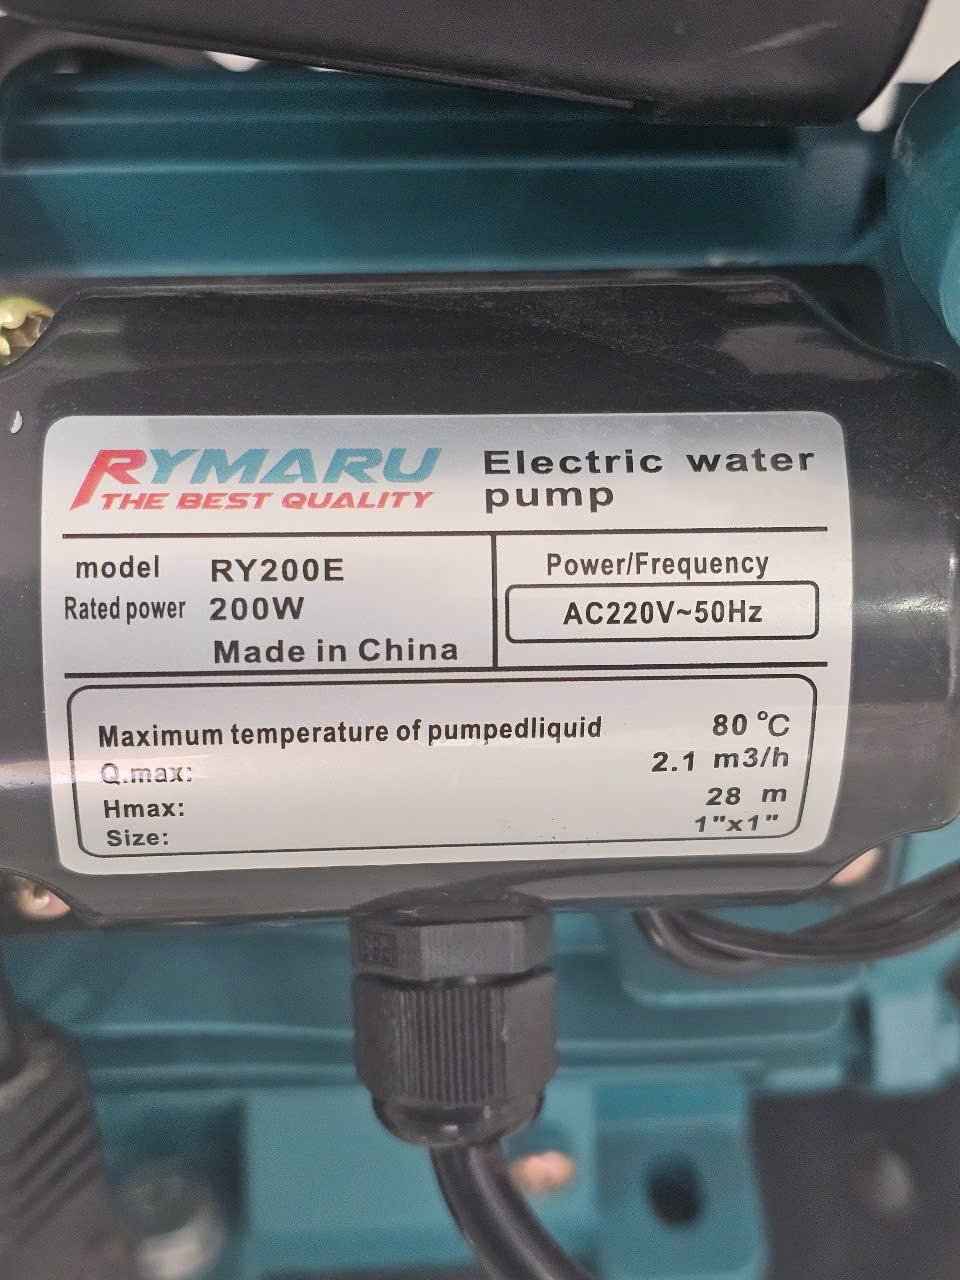 RYMARU
THE BEST QUALITY
Electric water
pump
model RY200E
Rated power 200W
Made in China
Power/Frequency
AC220V~50Hz
Maximum temperature of pumpedliquid 80 °C
Q.max: 2.1 m3/h
Hmax: 28 m
Size: 1"x1"